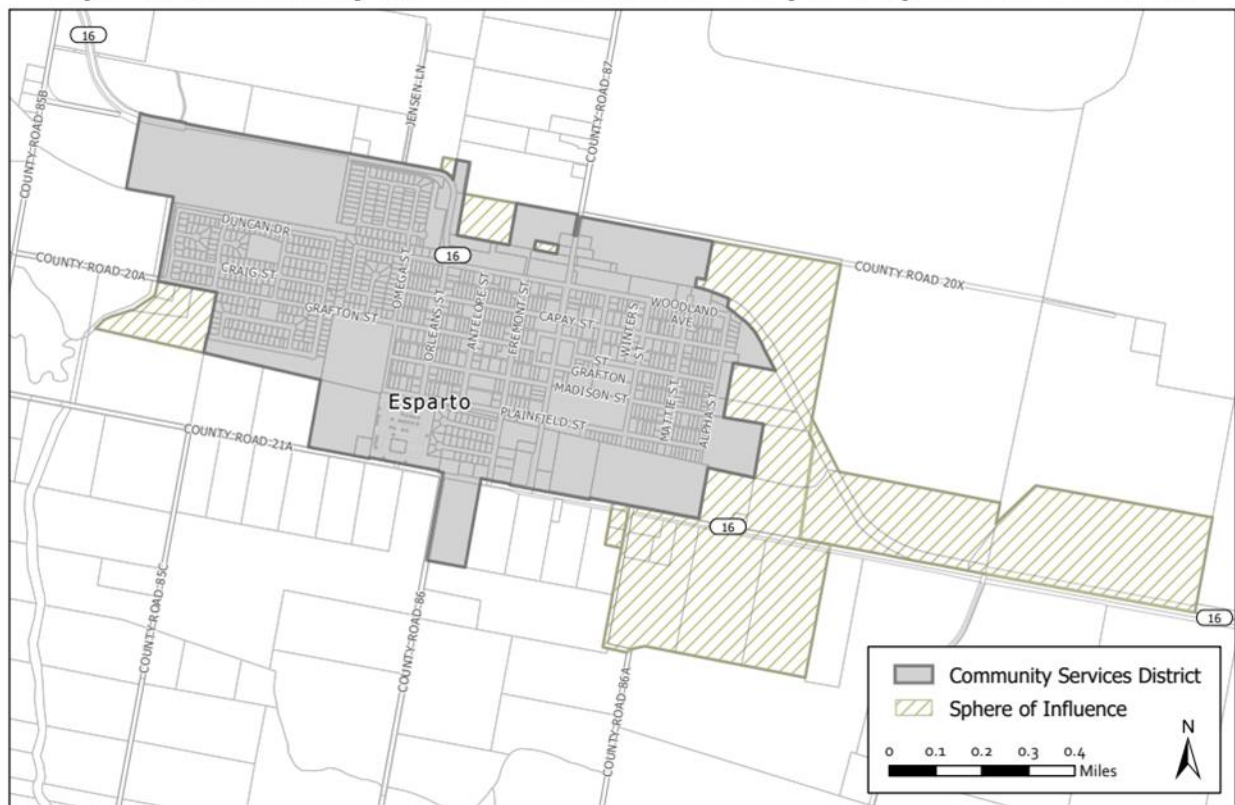 16
COUNTY ROAD 85B
JENSEN LN
COUNTY ROAD 87
DUNCAN DR
16
COUNTY ROAD 20A
CRAIG ST
OMEGA ST
GRAFTON ST
ORLEANS ST
ANTELOPE ST
FREMONT ST
CAPAY ST
WINTERS
ST
WOODLAND
AVE
COUNTY ROAD 20X
ST
GRAFTON
MADISON ST
MATTIE ST
ALPHA ST
Esparto
PLAINFIELD ST
COUNTY ROAD 21A
16
COUNTY ROAD 85C
COUNTY ROAD 86
COUNTY ROAD 86A
16
Community Services District
Sphere of Influence
N
0 0.1 0.2 0.3 0.4
Miles